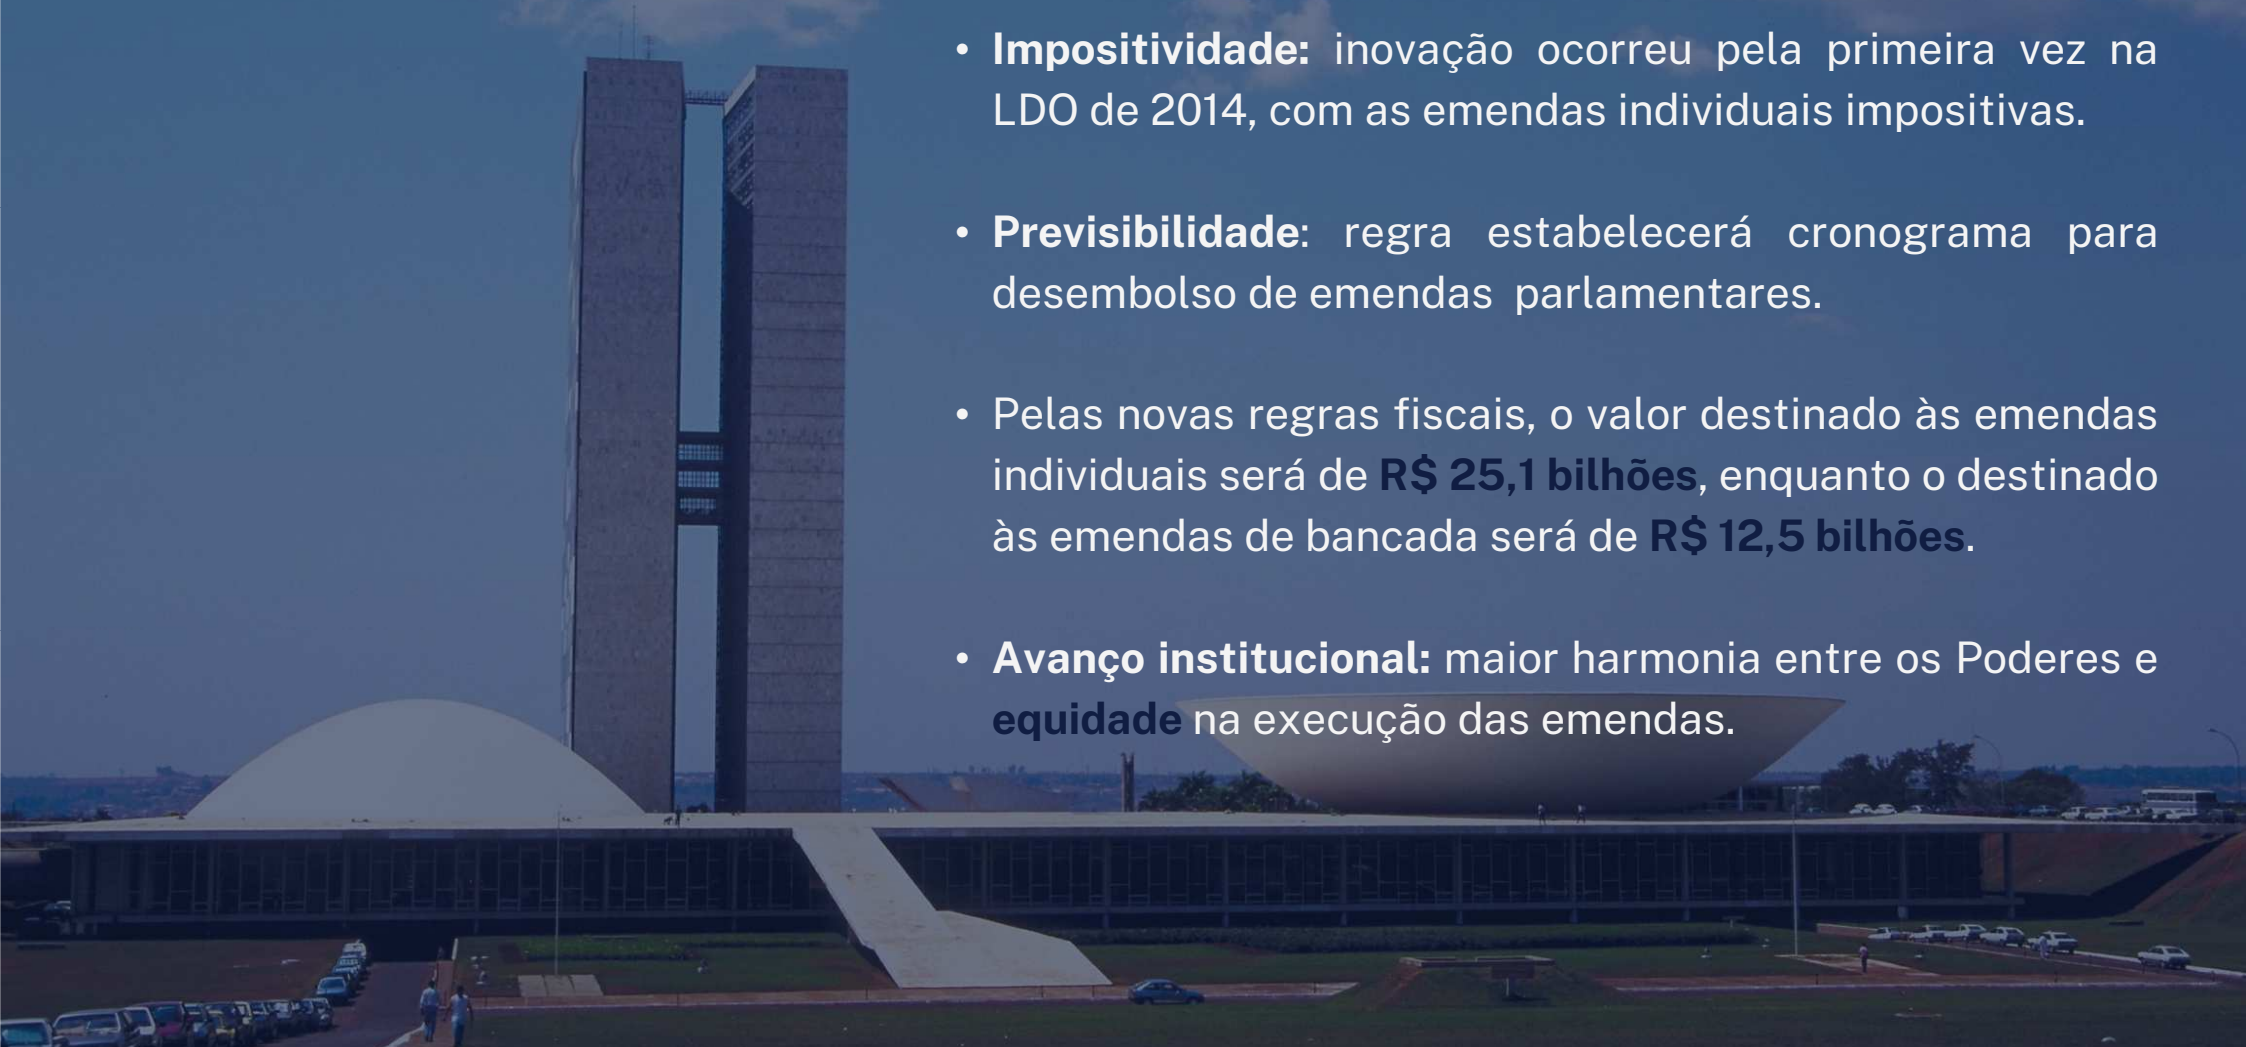 • Impositividade: inovação ocorreu pela primeira vez na
LDO de 2014, com as emendas individuais impositivas.
• Previsibilidade: regra estabelecerá cronograma para
desembolso de emendas parlamentares.
• Pelas novas regras fiscais, o valor destinado às emendas
individuais será de R$ 25,1 bilhões, enquanto o destinado
às emendas de bancada será de R$ 12,5 bilhões.
• Avanço institucional: maior harmonia entre os Poderes e
equidade na execução das emendas.